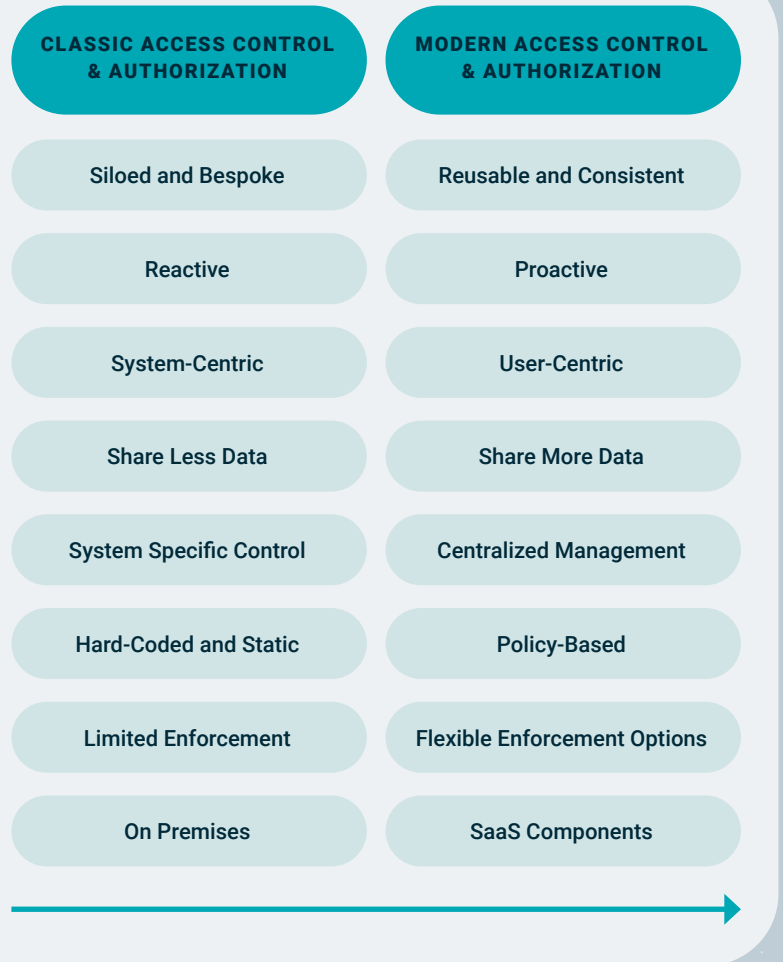 CLASSIC ACCESS CONTROL
& AUTHORIZATION
MODERN ACCESS CONTROL
& AUTHORIZATION
Siloed and Bespoke
Reusable and Consistent
Reactive
Proactive
System-Centric
User-Centric
Share Less Data
Share More Data
System Specific Control
Centralized Management
Hard-Coded and Static
Policy-Based
Limited Enforcement
Flexible Enforcement Options
On Premises
SaaS Components